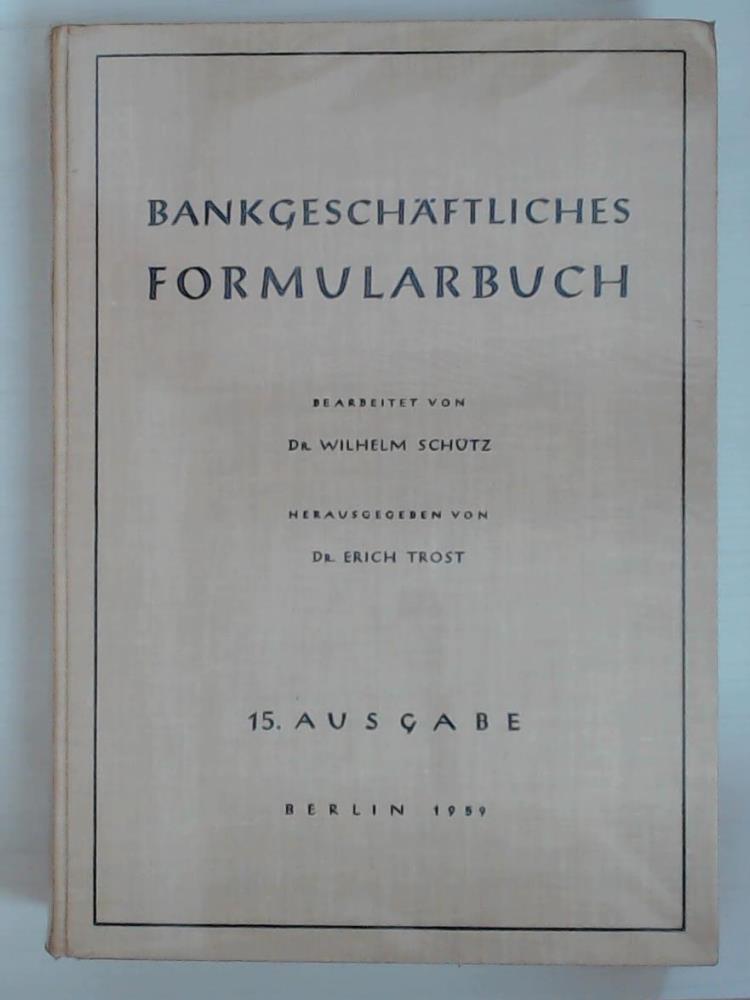 BANKGESCHÄFTLICHES
FORMULARBUCH
BEARBEITET VON
DR. WILHELM SCHÜTZ
HERAUSGEGEBEN VON
DR. ERICH TROST
15. AUSGABE
BERLIN 1959